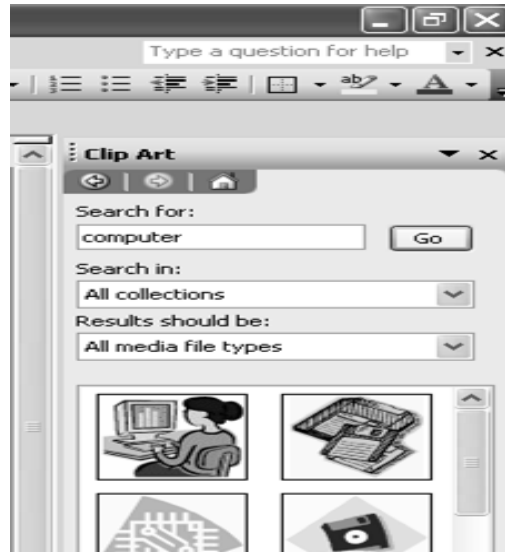 Type a question for help
ab
A
Clip Art
Search for:
computer
Go
Search in:
All collections
Results should be:
All media file types